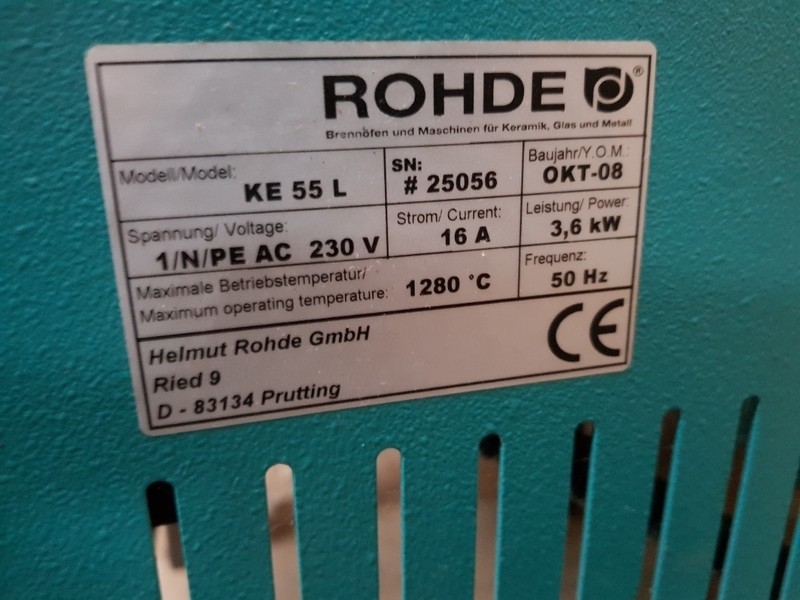 ROHDE ®
Brennöfen und Maschinen für Keramik, Glas und Metall
Modell/Model: KE 55 L
SN: # 25056
Baujahr/Y.O.M.: OKT-08
Spannung/ Voltage: 1/N/PE AC 230 V
Strom/ Current: 16 A
Leistung/ Power: 3,6 kW
Maximale Betriebstemperatur/
Maximum operating temperature: 1280 °C
Frequenz: 50 Hz
Helmut Rohde GmbH
Ried 9
D - 83134 Prutting
CE